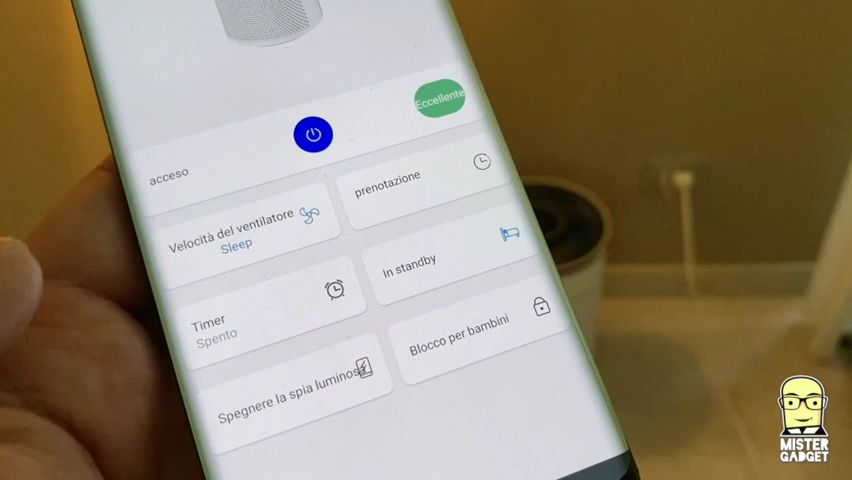 Eccellente
acceso
prenotazione
Velocità del ventilatore
Sleep
In standby
Timer
Spento
Blocco per bambini
Spegnere la spia luminosa
MISTER
GADGET